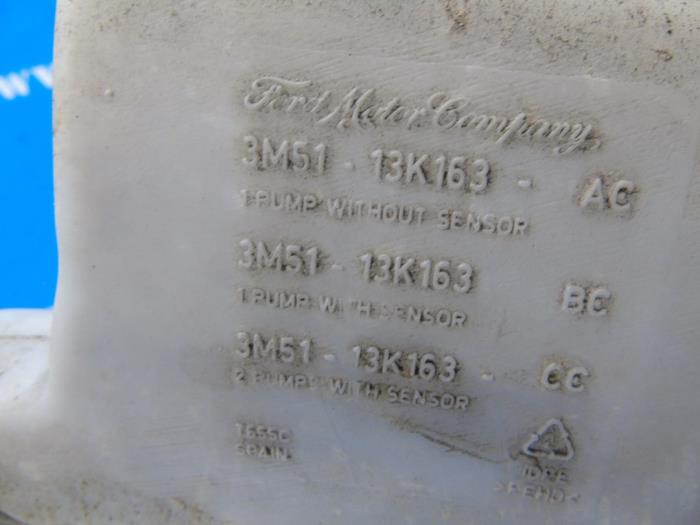 Ford Motor Company
3M51 - 13K163 - AC
1 PUMP WITHOUT SENSOR
3M51 - 13K163 BC
1 PUMP WITH SENSOR
3M51 - 13K163 - CC
2 PUMPS WITH SENSOR
SPAIN
>PEHD<